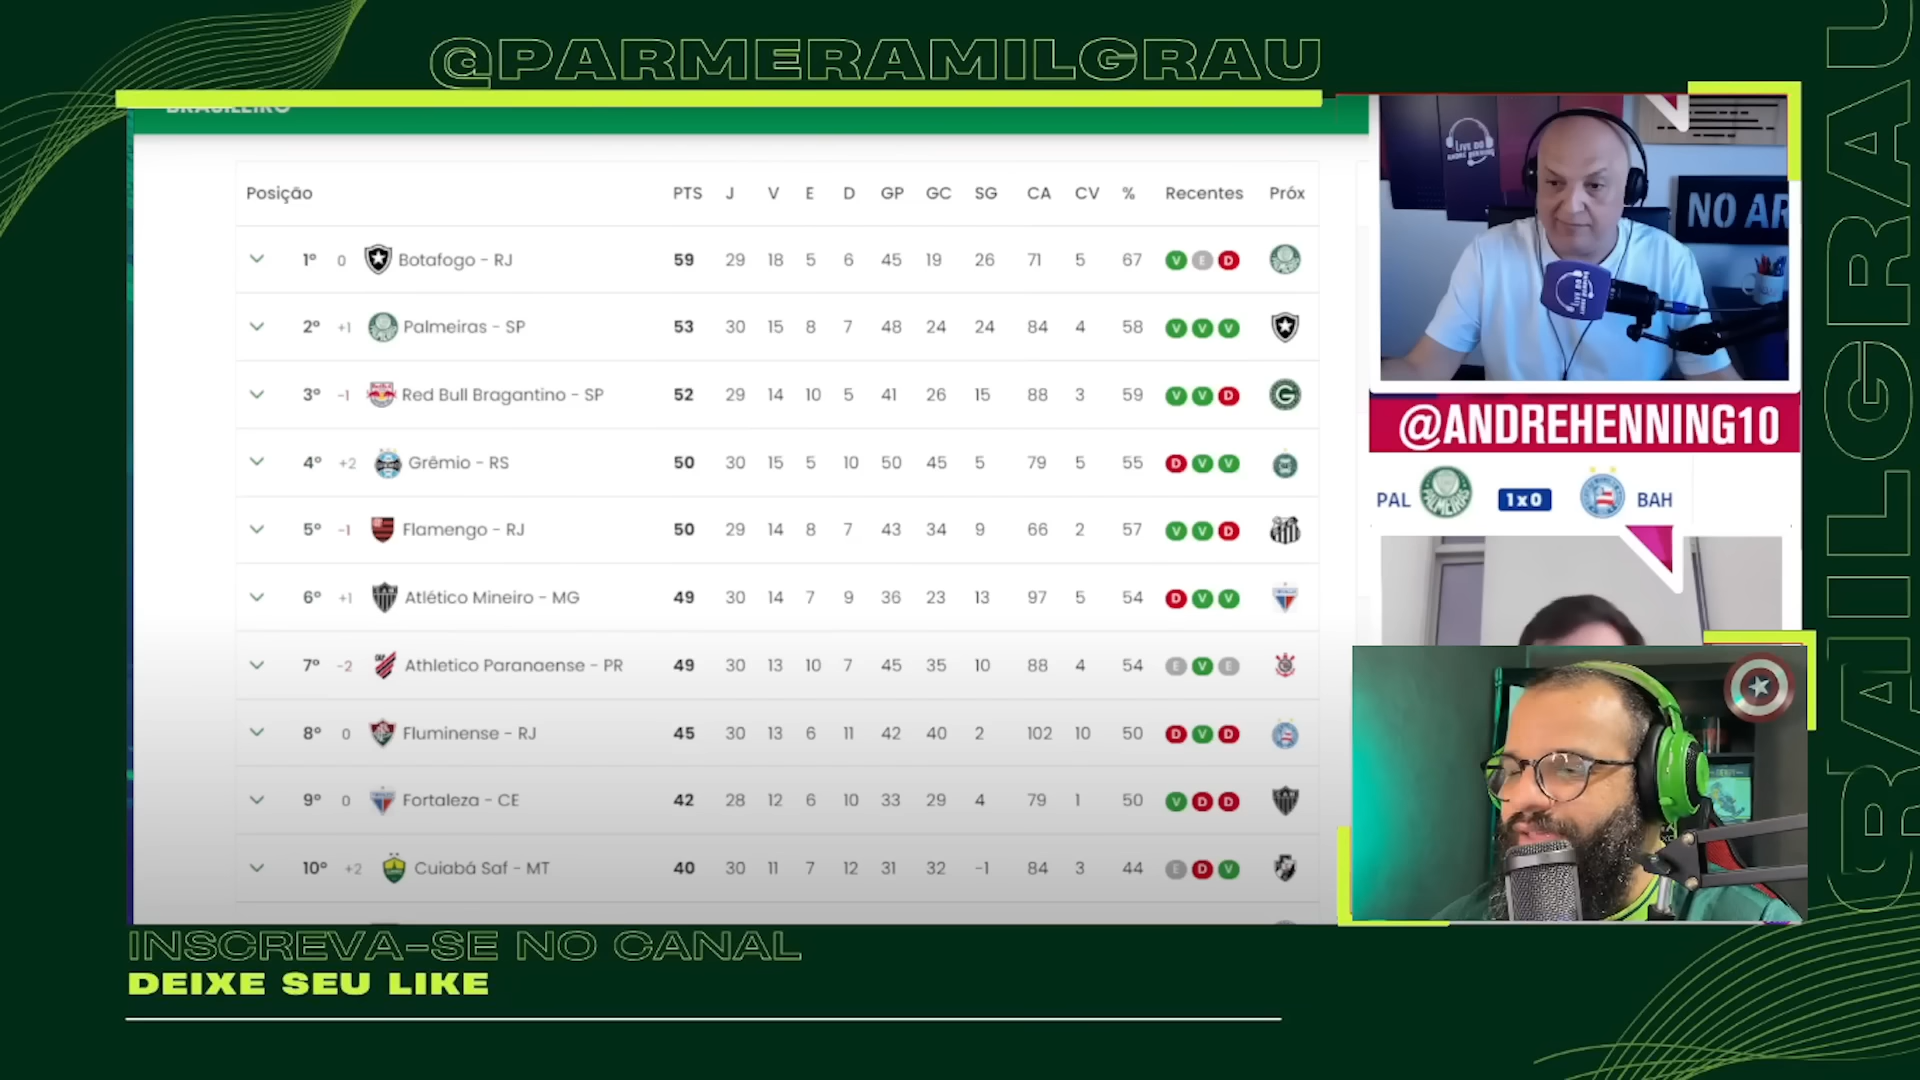 @PARMERAMILGRAU
BRASILEIRO
Posição PTS J V E D GP GC SG CA CV % Recentes Próx
1º 0 Botafogo - RJ 59 29 18 5 6 45 19 26 71 5 67 V E D
2º +1 Palmeiras - SP 53 30 15 8 7 48 24 24 84 4 58 V V V
3º -1 Red Bull Bragantino - SP 52 29 14 10 5 41 26 15 88 3 59 V V D
4º +2 Grêmio - RS 50 30 15 5 10 50 45 5 79 5 55 D V V
5º -1 Flamengo - RJ 50 29 14 8 7 43 34 9 66 2 57 V V D
6º +1 Atlético Mineiro - MG 49 30 14 7 9 36 23 13 97 5 54 D V V
7º -2 Athletico Paranaense - PR 49 30 13 10 7 45 35 10 88 4 54 E V E
8º 0 Fluminense - RJ 45 30 13 6 11 42 40 2 102 10 50 D V D
9º 0 Fortaleza - CE 42 28 12 6 10 33 29 4 79 1 50 V D D
10º +2 Cuiabá Saf - MT 40 30 11 7 12 31 32 -1 84 3 44 E D V
LIVE DO
ANDRÉ HENNING
NO AR
@ANDREHENNING10
PAL PALMEIRAS 1x0 BAH
INSCREVA-SE NO CANAL
DEIXE SEU LIKE